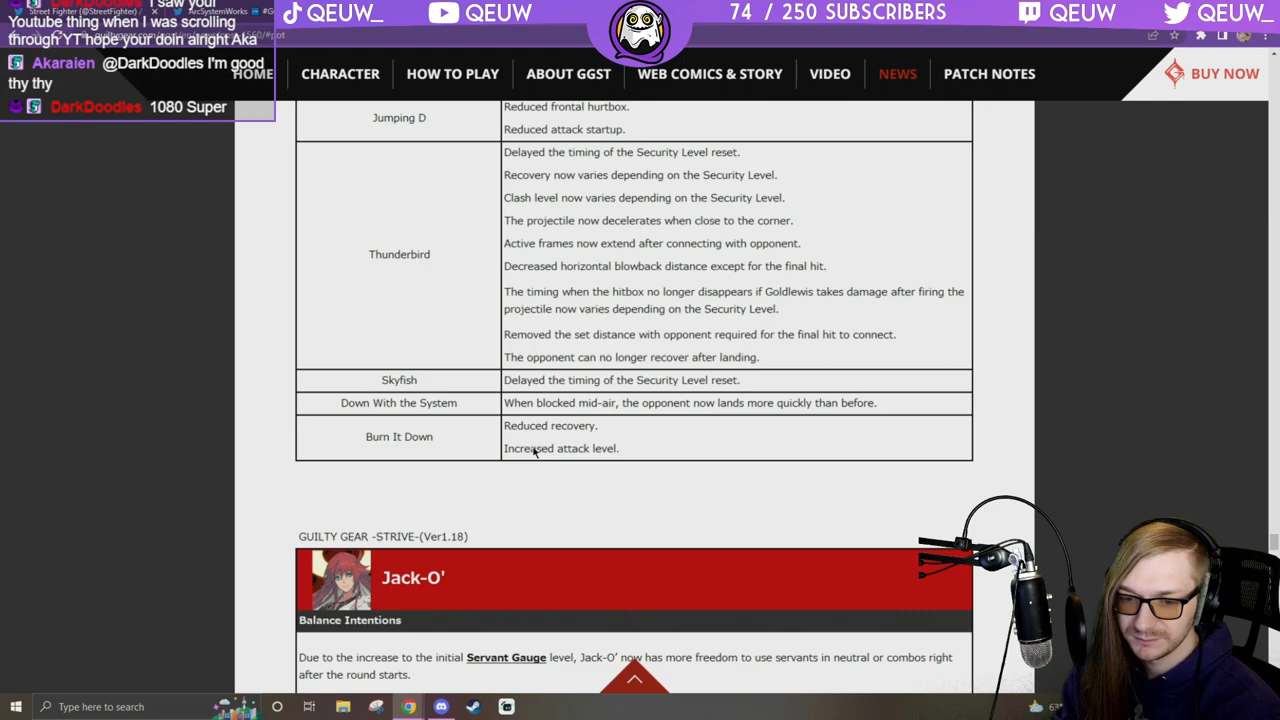 DarkDoodles I saw your
Youtube thing when I was scrolling
through YT hope your doin alright Aka
Akaraien @DarkDoodles I'm good
thy thy
DarkDoodles 1080 Super
QEUW_
QEUW
74 / 250 SUBSCRIBERS
QEUW
QEUW_
HOME
CHARACTER
HOW TO PLAY
ABOUT GGST
WEB COMICS & STORY
VIDEO
NEWS
PATCH NOTES
BUY NOW
Jumping D
Reduced frontal hurtbox.
Reduced attack startup.
Thunderbird
Delayed the timing of the Security Level reset.
Recovery now varies depending on the Security Level.
Clash level now varies depending on the Security Level.
The projectile now decelerates when close to the corner.
Active frames now extend after connecting with opponent.
Decreased horizontal blowback distance except for the final hit.
The timing when the hitbox no longer disappears if Goldlewis takes damage after firing the
projectile now varies depending on the Security Level.
Removed the set distance with opponent required for the final hit to connect.
The opponent can no longer recover after landing.
Skyfish
Delayed the timing of the Security Level reset.
Down With the System
When blocked mid-air, the opponent now lands more quickly than before.
Burn It Down
Reduced recovery.
Increased attack level.
GUILTY GEAR -STRIVE-(Ver1.18)
Jack-O'
Balance Intentions
Due to the increase to the initial Servant Gauge level, Jack-O' now has more freedom to use servants in neutral or combos right
after the round starts.
Type here to search